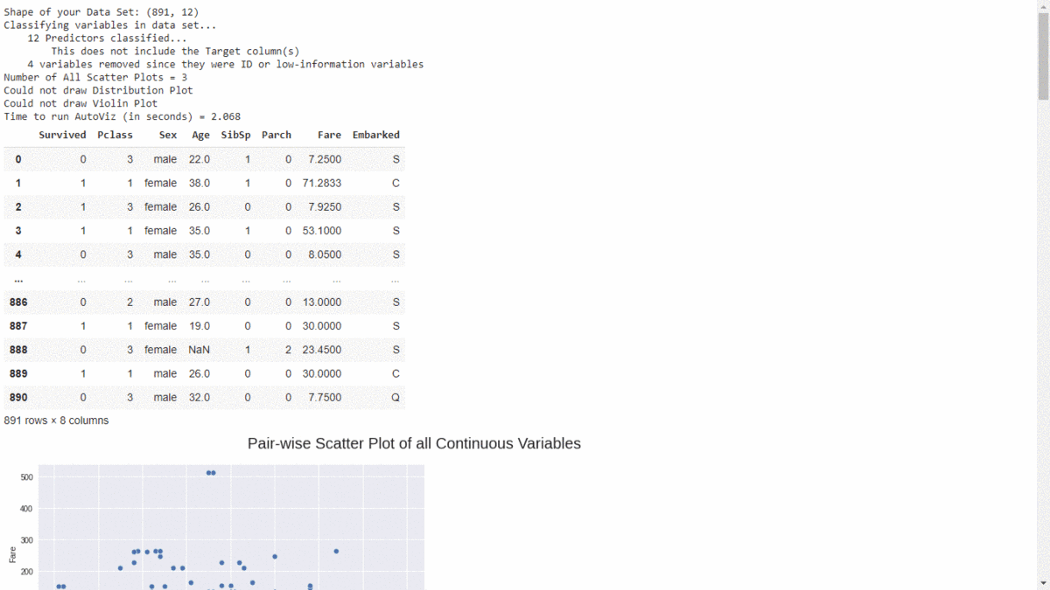 Shape of your Data Set: (891, 12)
Classifying variables in data set...
12 Predictors classified...
This does not include the Target column(s)
4 variables removed since they were ID or low-information variables
Number of All Scatter Plots = 3
Could not draw Distribution Plot
Could not draw Violin Plot
Time to run AutoViz (in seconds) = 2.068
Survived Pclass Sex Age SibSp Parch Fare Embarked
0 0 3 male 22.0 1 0 7.2500 S
1 1 1 female 38.0 1 0 71.2833 C
2 1 3 female 26.0 0 0 7.9250 S
3 1 1 female 35.0 1 0 53.1000 S
4 0 3 male 35.0 0 0 8.0500 S
... ... ... ... ... ... ... ... ...
886 0 2 male 27.0 0 0 13.0000 S
887 1 1 female 19.0 0 0 30.0000 S
888 0 3 female NaN 1 2 23.4500 S
889 1 1 male 26.0 0 0 30.0000 C
890 0 3 male 32.0 0 0 7.7500 Q
891 rows × 8 columns
Pair-wise Scatter Plot of all Continuous Variables
500
400
300
200
Fare